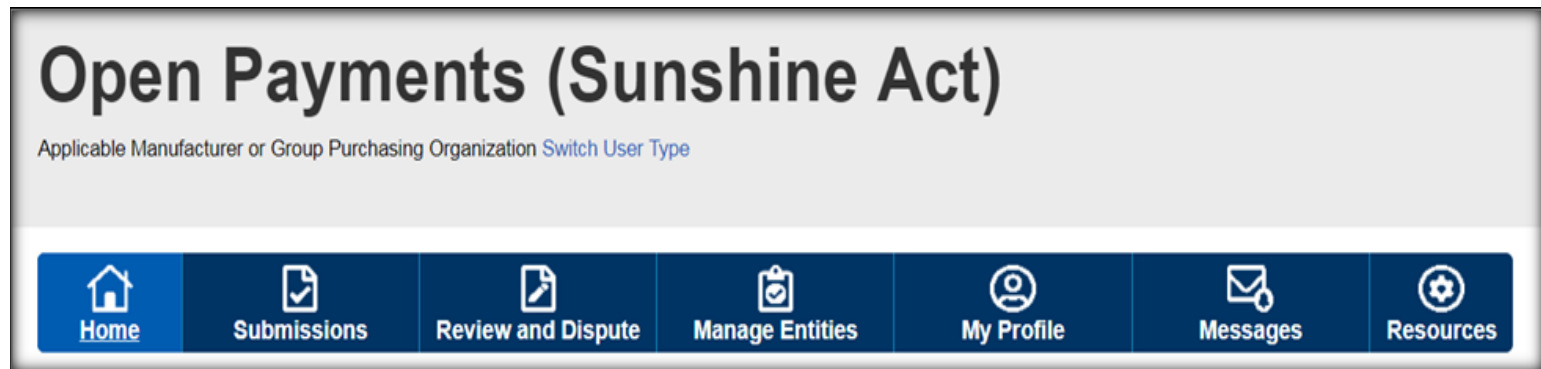 Open Payments (Sunshine Act)
Applicable Manufacturer or Group Purchasing Organization Switch User Type
Home Submissions Review and Dispute Manage Entities My Profile Messages Resources